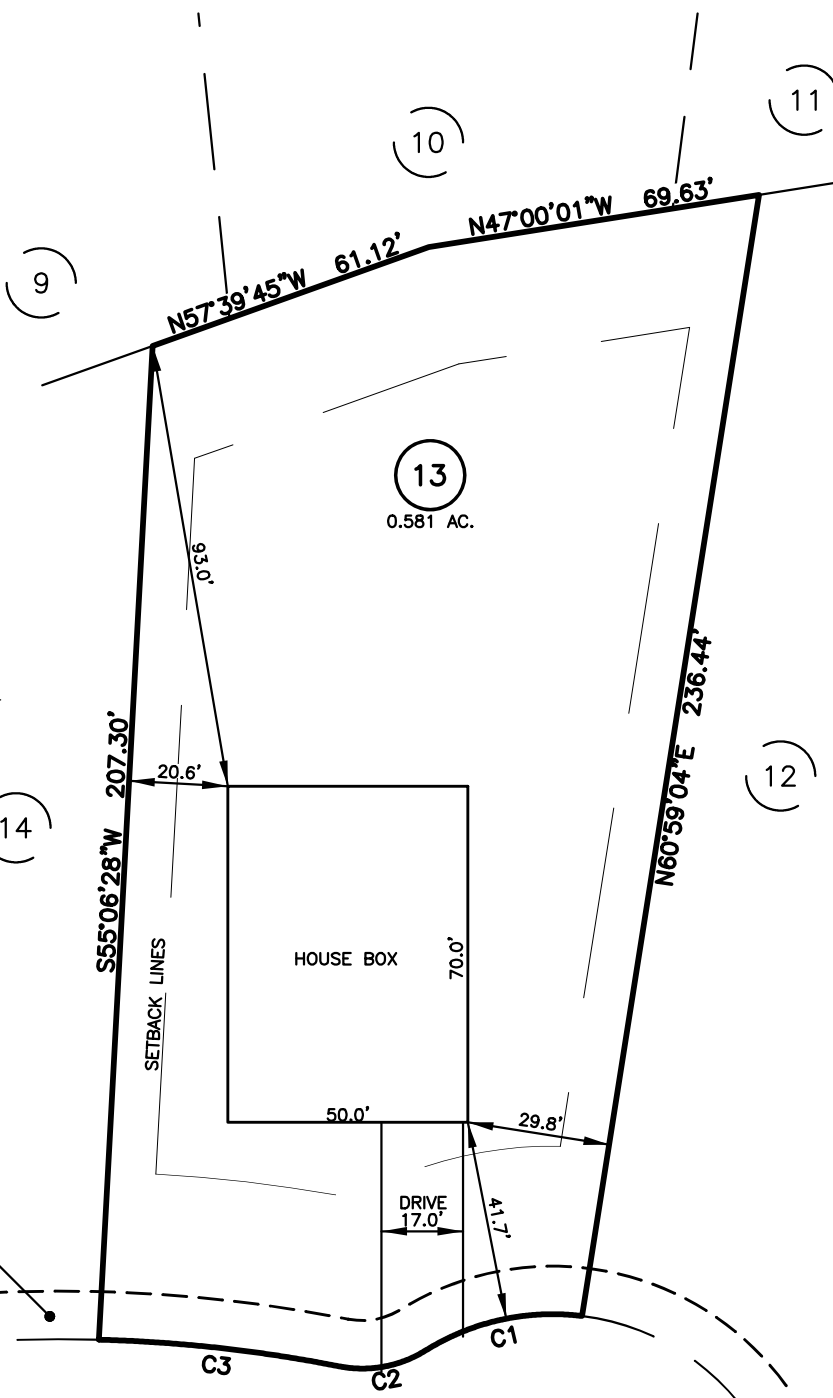 11
10
N47°00'01"W 69.63'
9
N57°39'45"W 61.12'
13
0.581 AC.
93.0'
N60°59'04"E 236.44'
S55°06'28"W 207.30'
20.6'
12
14
HOUSE BOX
70.0'
SETBACK LINES
50.0'
29.8'
DRIVE
17.0'
41.7'
C1
C3
C2